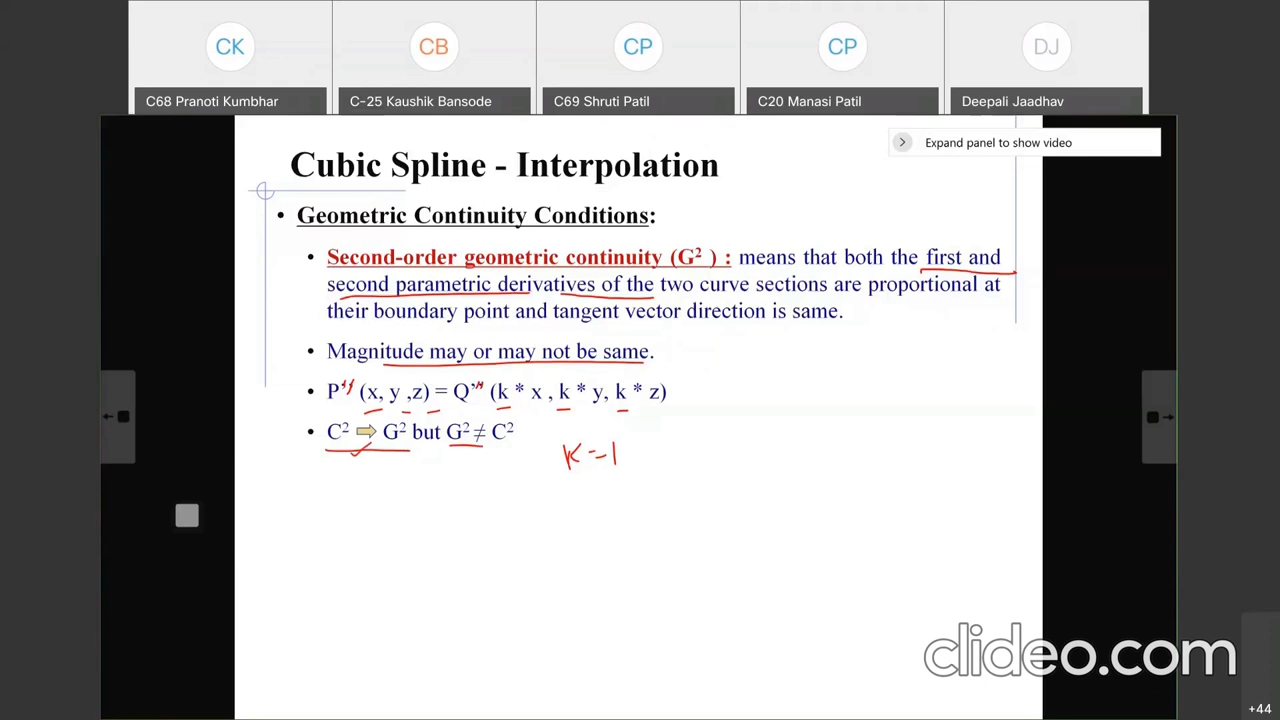 CK
CB
CP
CP
DJ
C68 Pranoti Kumbhar
C-25 Kaushik Bansode
C69 Shruti Patil
C20 Manasi Patil
Deepali Jaadhav
Expand panel to show video
Cubic Spline - Interpolation
• Geometric Continuity Conditions:
• Second-order geometric continuity (G² ) : means that both the first and
second parametric derivatives of the two curve sections are proportional at
their boundary point and tangent vector direction is same.
• Magnitude may or may not be same.
• P'' (x, y ,z) = Q'' (k * x , k * y, k * z)
• C² ⇨ G² but G² ≠ C²
K=1
clideo.com
+44